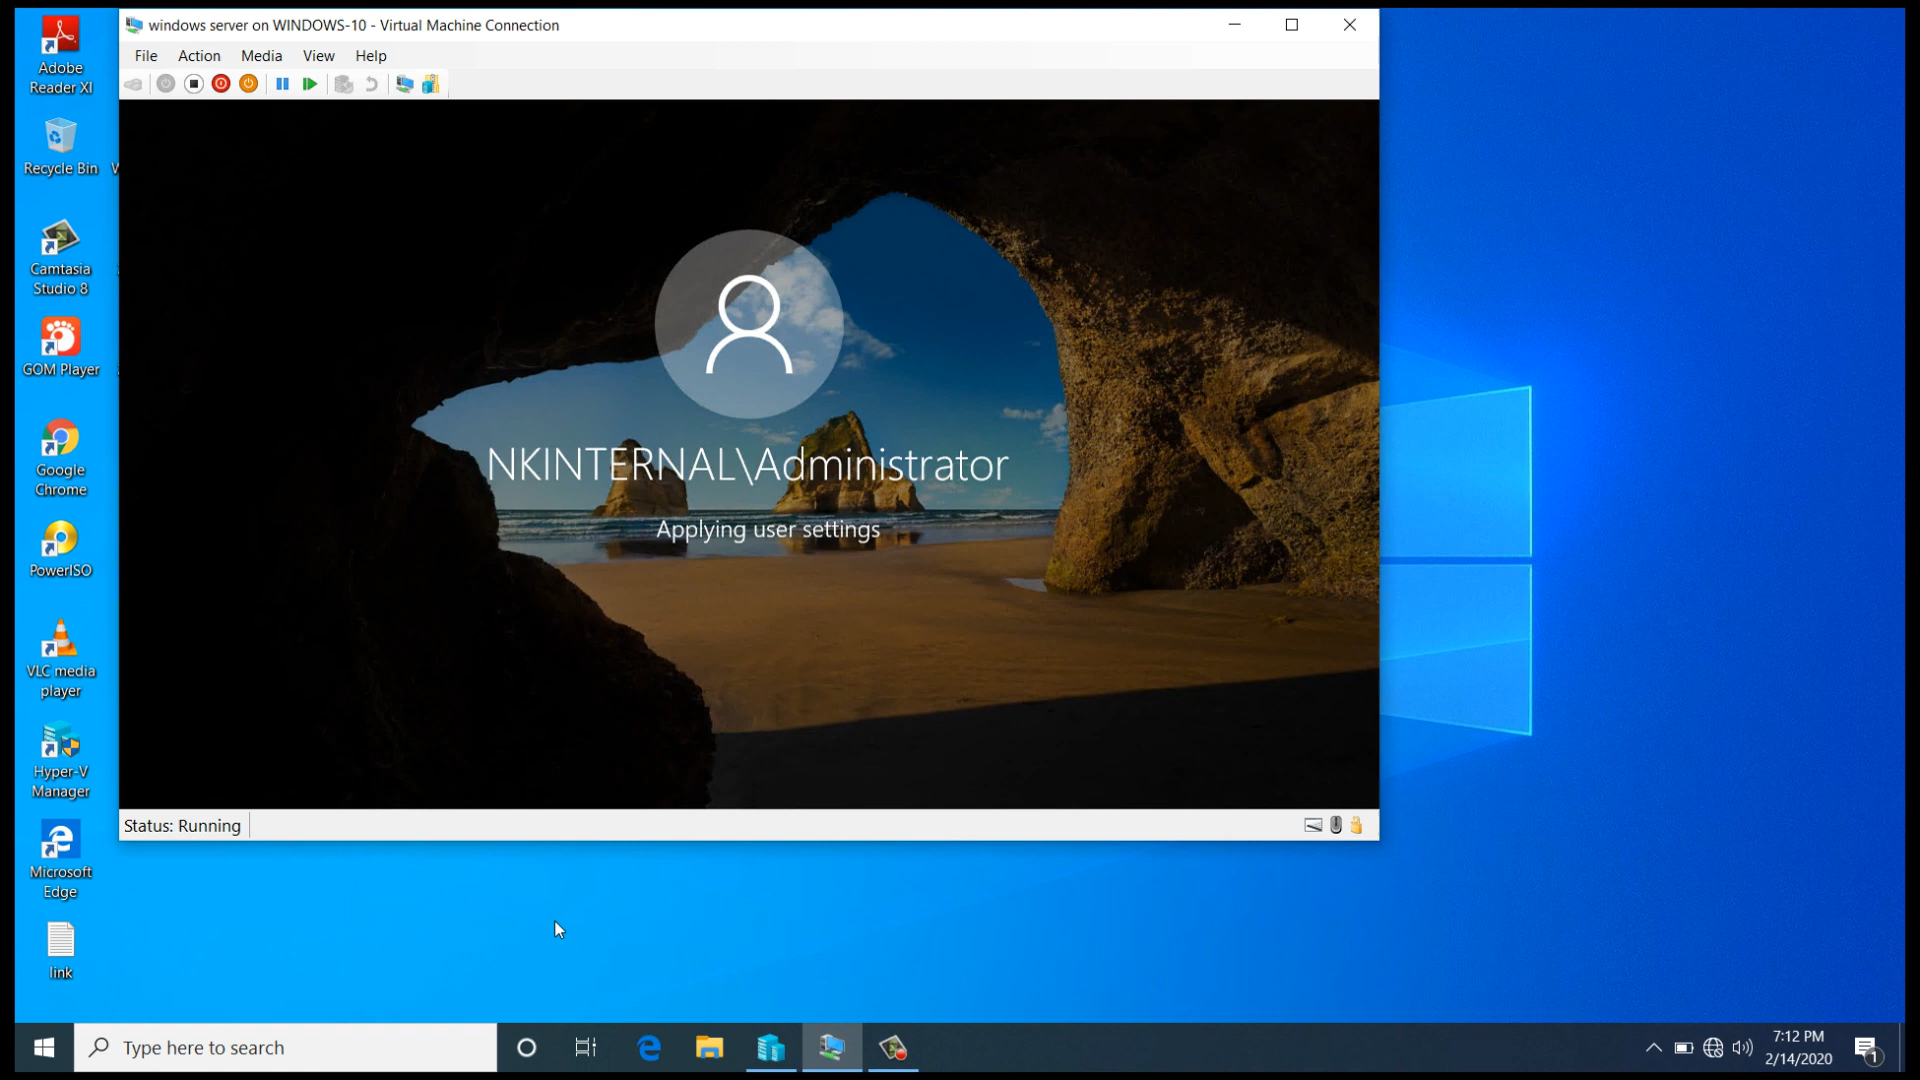 windows server on WINDOWS-10 - Virtual Machine Connection
File Action Media View Help
NKINTERNAL\Administrator
Applying user settings
Status: Running
Adobe
Reader XI
Recycle Bin
Camtasia
Studio 8
GOM Player
Google
Chrome
PowerISO
VLC media
player
Hyper-V
Manager
Microsoft
Edge
link
Type here to search
7:12 PM
2/14/2020
1